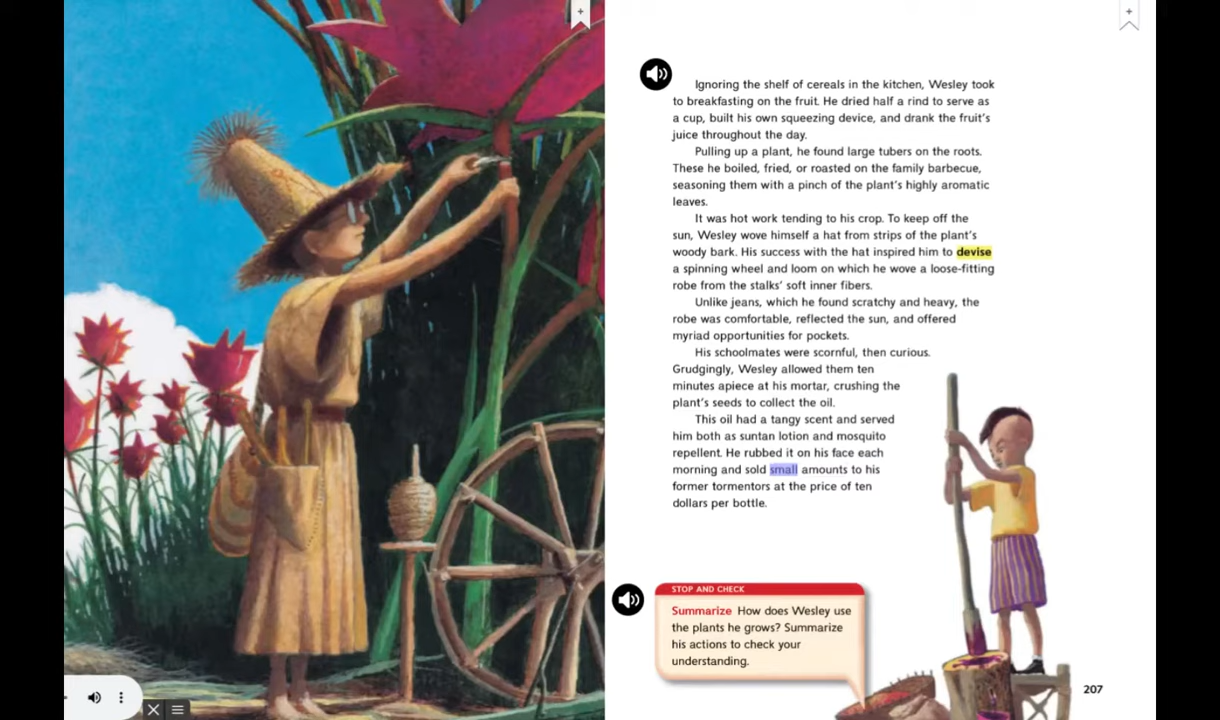 Ignoring the shelf of cereals in the kitchen, Wesley took
to breakfasting on the fruit. He dried half a rind to serve as
a cup, built his own squeezing device, and drank the fruit's
juice throughout the day.
Pulling up a plant, he found large tubers on the roots.
These he boiled, fried, or roasted on the family barbecue,
seasoning them with a pinch of the plant's highly aromatic
leaves.
It was hot work tending to his crop. To keep off the
sun, Wesley wove himself a hat from strips of the plant's
woody bark. His success with the hat inspired him to devise
a spinning wheel and loom on which he wove a loose-fitting
robe from the stalks' soft inner fibers.
Unlike jeans, which he found scratchy and heavy, the
robe was comfortable, reflected the sun, and offered
myriad opportunities for pockets.
His schoolmates were scornful, then curious.
Grudgingly, Wesley allowed them ten
minutes apiece at his mortar, crushing the
plant's seeds to collect the oil.
This oil had a tangy scent and served
him both as suntan lotion and mosquito
repellent. He rubbed it on his face each
morning and sold small amounts to his
former tormentors at the price of ten
dollars per bottle.
STOP AND CHECK
Summarize How does Wesley use
the plants he grows? Summarize
his actions to check your
understanding.
207